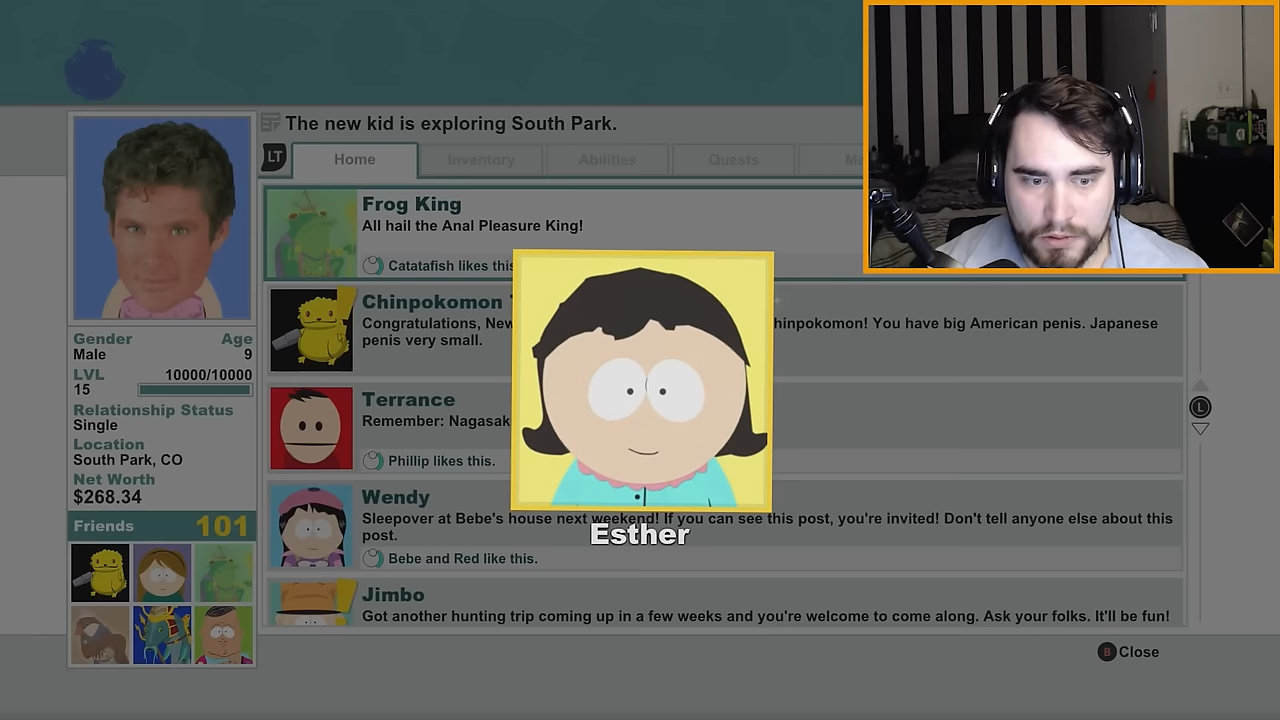 The new kid is exploring South Park.
LT
Home
Inventory
Abilities
Quests
Frog King
All hail the Anal Pleasure King!
Catatafish likes this
Chinpokomon
Congratulations, New
hinpokomon! You have big American penis. Japanese
penis very small.
Terrance
Remember: Nagasak
Phillip likes this.
Wendy
Sleepover at Bebe's house next weekend! If you can see this post, you're invited! Don't tell anyone else about this
post.
Bebe and Red like this.
Jimbo
Got another hunting trip coming up in a few weeks and you're welcome to come along. Ask your folks. It'll be fun!
Gender Age
Male 9
LVL 10000/10000
15
Relationship Status
Single
Location
South Park, CO
Net Worth
$268.34
Friends 101
Esther
L
B Close